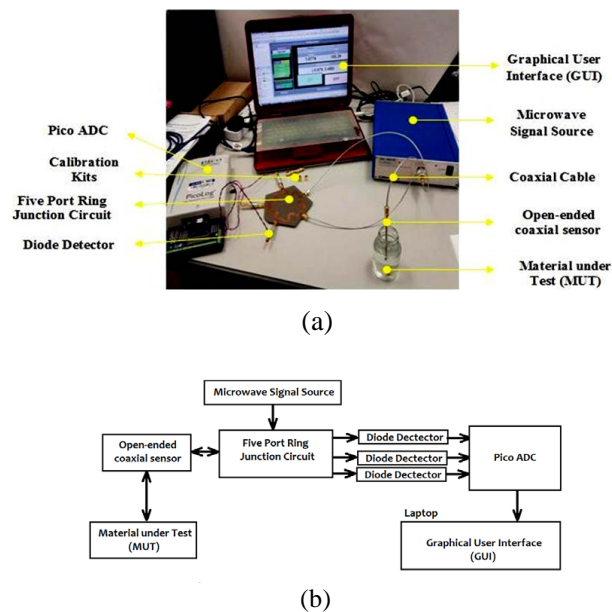 Graphical User
Interface (GUI)
Microwave
Signal Source
Coaxial Cable
Open-ended
coaxial sensor
Material under
Test (MUT)
Pico ADC
Calibration
Kits
Five Port Ring
Junction Circuit
Diode Detector
PicoLog
(a)
Microwave Signal Source
Open-ended
coaxial sensor
Five Port Ring
Junction Circuit
Diode Dectector
Diode Dectector
Diode Dectector
Pico ADC
Material under Test
(MUT)
Laptop
Graphical User Interface
(GUI)
(b)